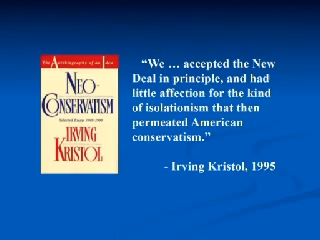 The Autobiography of an Idea
NEO-
CONSERVATISM
Selected Essays 1949-1995
IRVING
KRISTOL
“We … accepted the New
Deal in principle, and had
little affection for the kind
of isolationism that then
permeated American
conservatism.”
- Irving Kristol, 1995